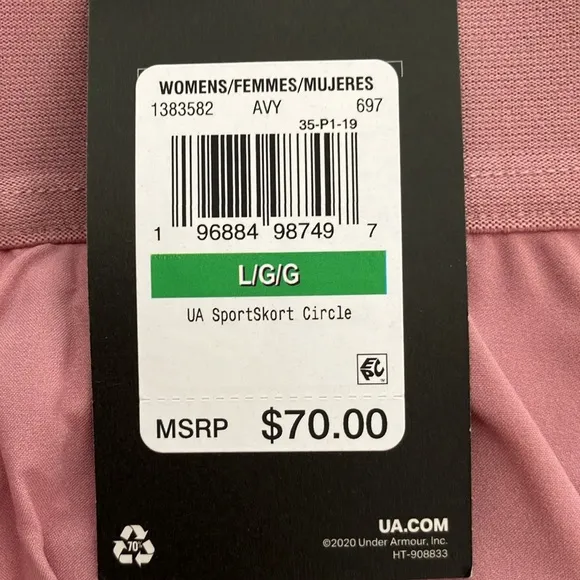 WOMENS/FEMMES/MUJERES
1383582 AVY 697
35-P1-19
1 96884 98749 7
L/G/G
UA SportSkort Circle
EPC
MSRP $70.00
70%
UA.COM
©2020 Under Armour, Inc.
HT-908833